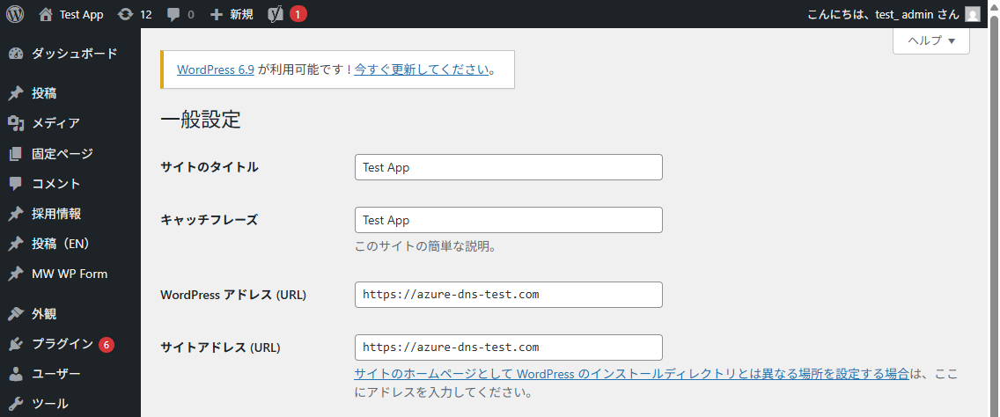 Test App 12 0 新規 1 こんにちは、test_ admin さん
ヘルプ
ダッシュボード
投稿
メディア
固定ページ
コメント
採用情報
投稿（EN）
MW WP Form
外観
プラグイン 6
ユーザー
ツール
WordPress 6.9 が利用可能です ! 今すぐ更新してください。
一般設定
サイトのタイトル Test App
キャッチフレーズ Test App
このサイトの簡単な説明。
WordPress アドレス (URL) https://azure-dns-test.com
サイトアドレス (URL) https://azure-dns-test.com
サイトのホームページとして WordPress のインストールディレクトリとは異なる場所を設定する場合は、ここ
にアドレスを入力してください。